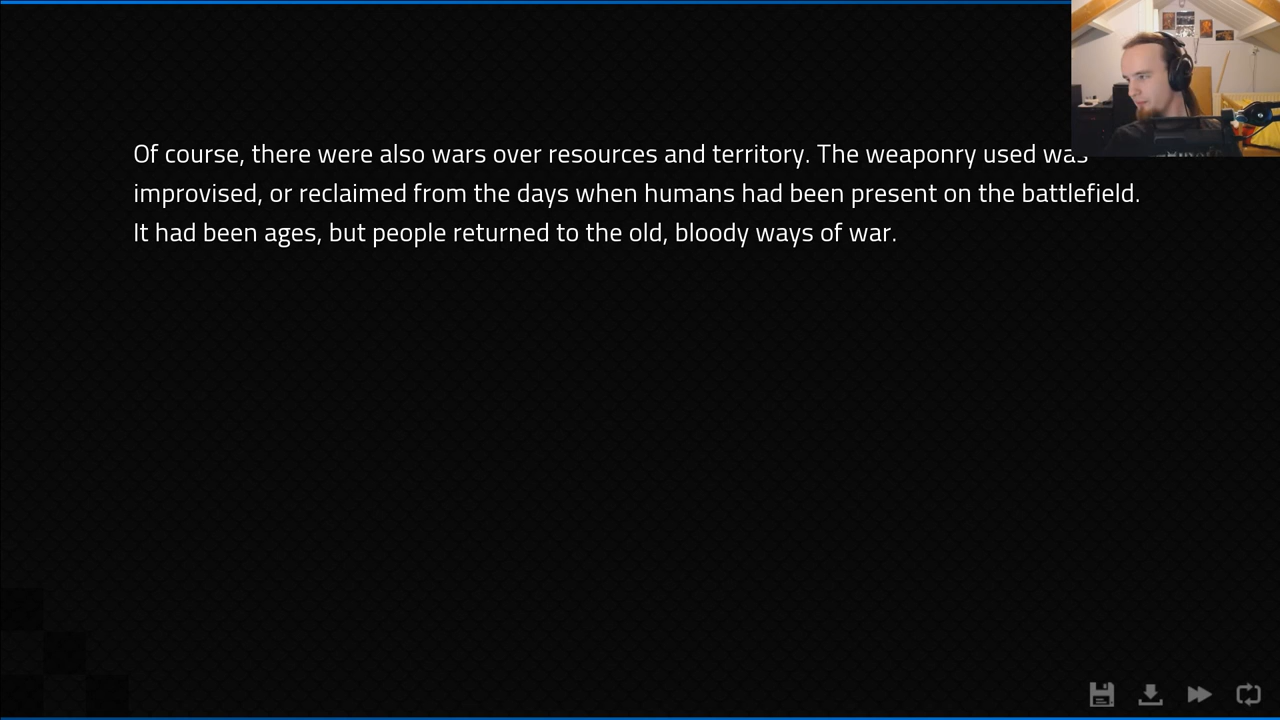 Of course, there were also wars over resources and territory. The weaponry used was
improvised, or reclaimed from the days when humans had been present on the battlefield.
It had been ages, but people returned to the old, bloody ways of war.